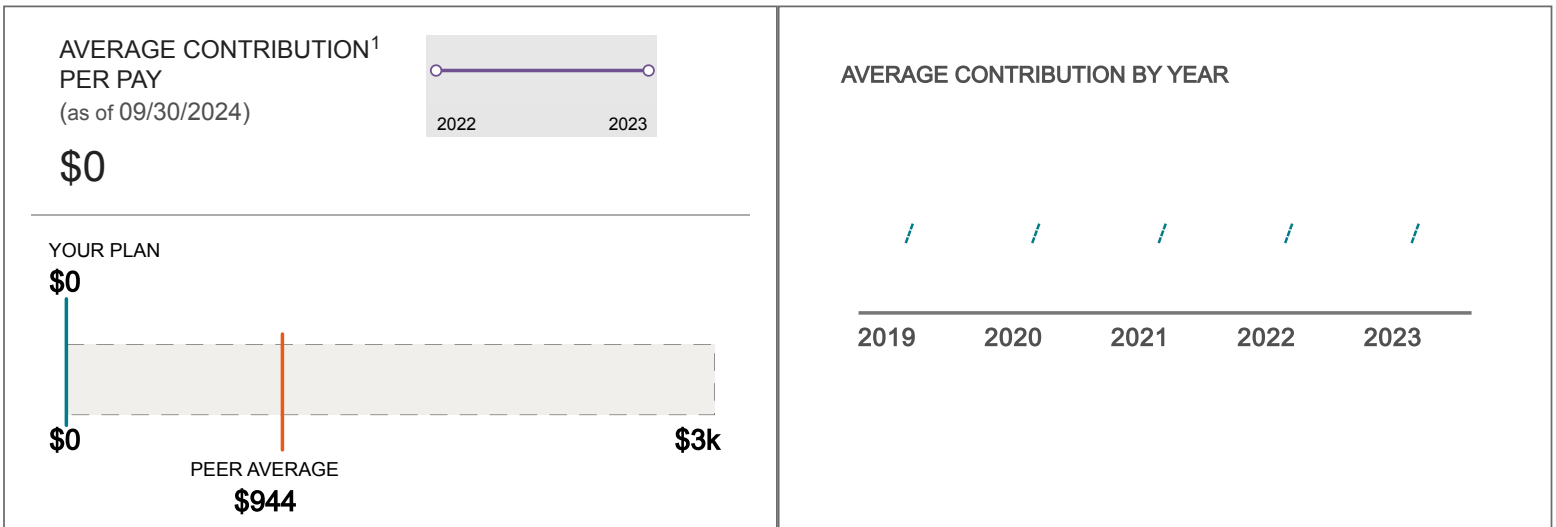 AVERAGE CONTRIBUTION¹
PER PAY
(as of 09/30/2024)
$0
2022 2023
YOUR PLAN
$0
$0 $3k
PEER AVERAGE
$944
AVERAGE CONTRIBUTION BY YEAR
2019 2020 2021 2022 2023